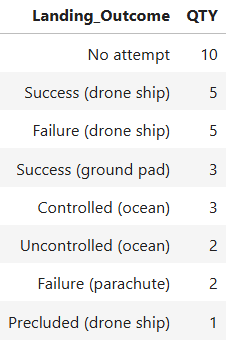 Landing_Outcome QTY
No attempt 10
Success (drone ship) 5
Failure (drone ship) 5
Success (ground pad) 3
Controlled (ocean) 3
Uncontrolled (ocean) 2
Failure (parachute) 2
Precluded (drone ship) 1